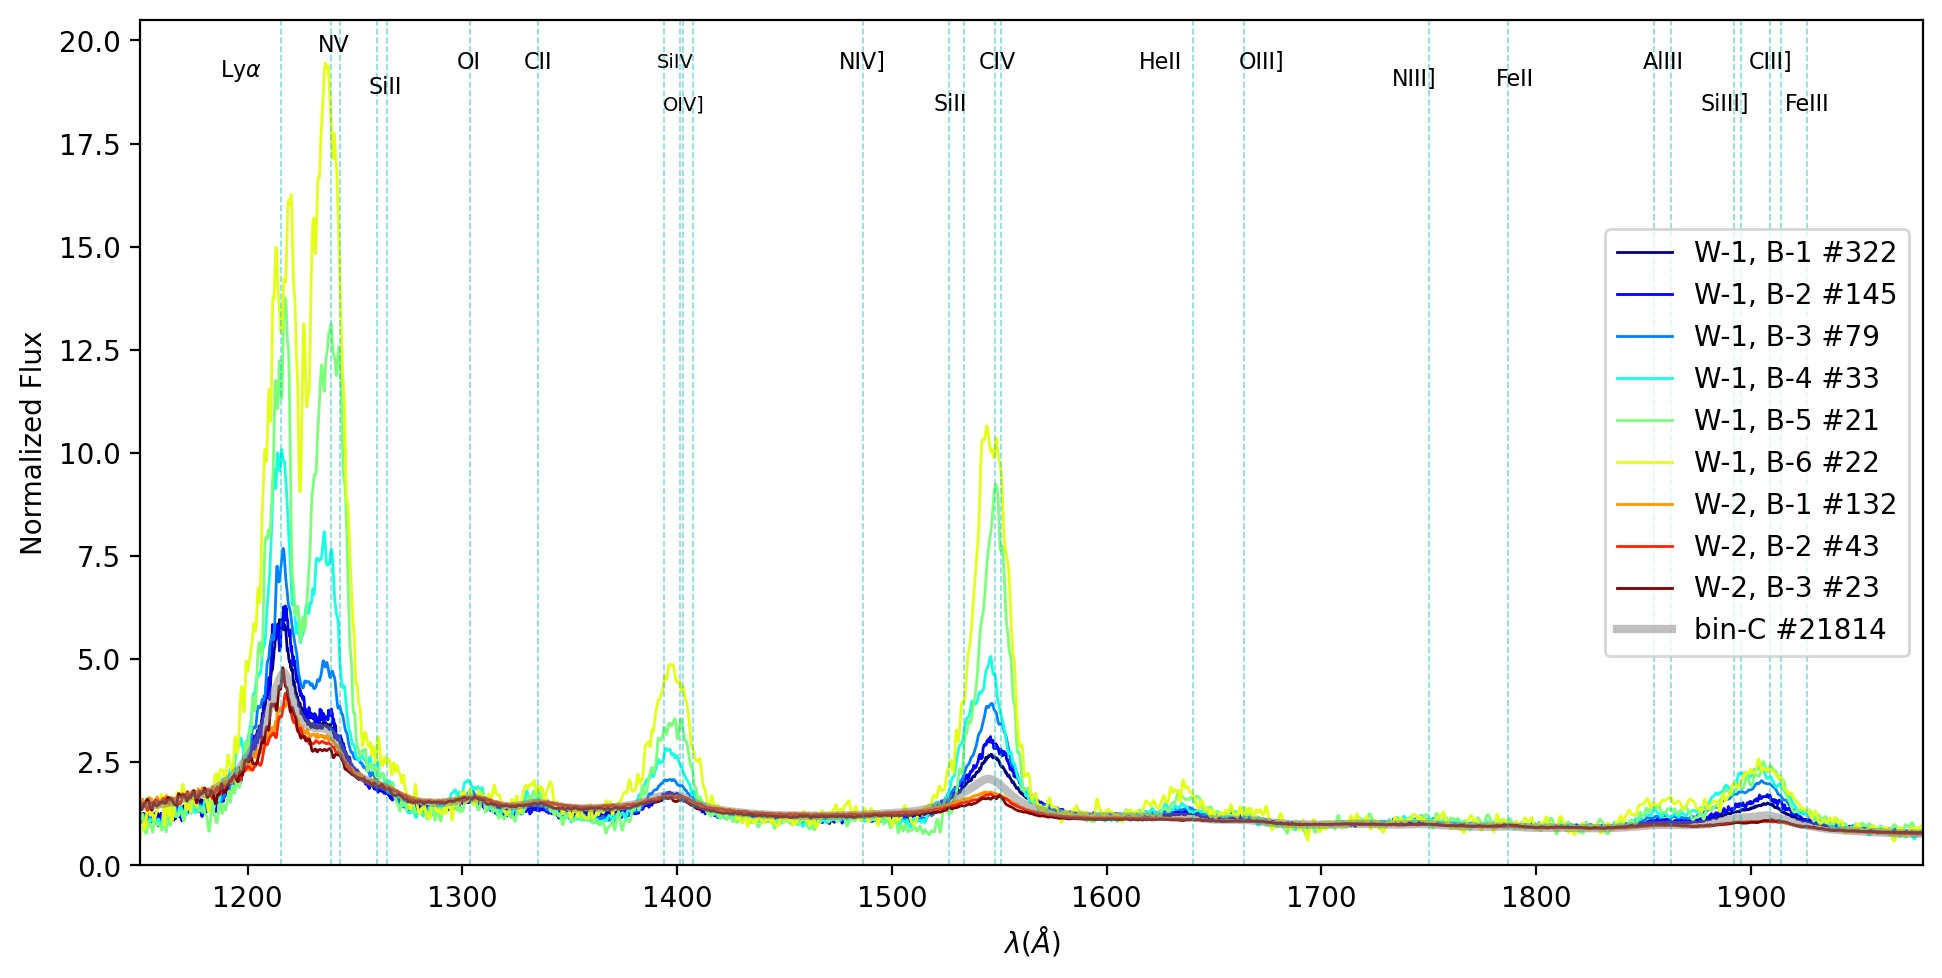 20.0
17.5
15.0
12.5
10.0
7.5
5.0
2.5
0.0
Normalized Flux
NV
Lyα
SiII
OI
CII
SiIV
OIV]
NIV]
CIV
SiII
HeII
OIII]
NIII]
FeII
AlIII
CIII]
SiIII]
FeIII
W-1, B-1 #322
W-1, B-2 #145
W-1, B-3 #79
W-1, B-4 #33
W-1, B-5 #21
W-1, B-6 #22
W-2, B-1 #132
W-2, B-2 #43
W-2, B-3 #23
bin-C #21814
1200 1300 1400 1500 1600 1700 1800 1900
λ(Å)